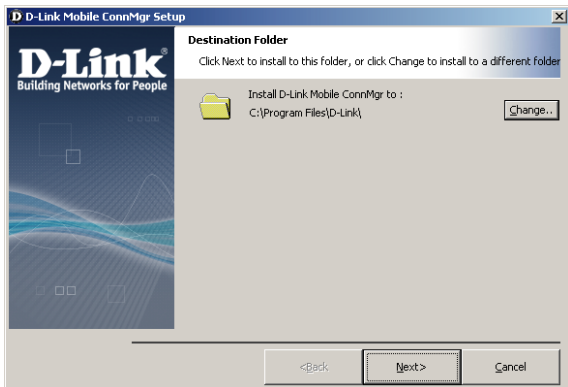 D-Link Mobile ConnMgr Setup
D-Link®
Building Networks for People
Destination Folder
Click Next to install to this folder, or click Change to install to a different folder
Install D-Link Mobile ConnMgr to :
C:\Program Files\D-Link\
Change..
<Back
Next>
Cancel